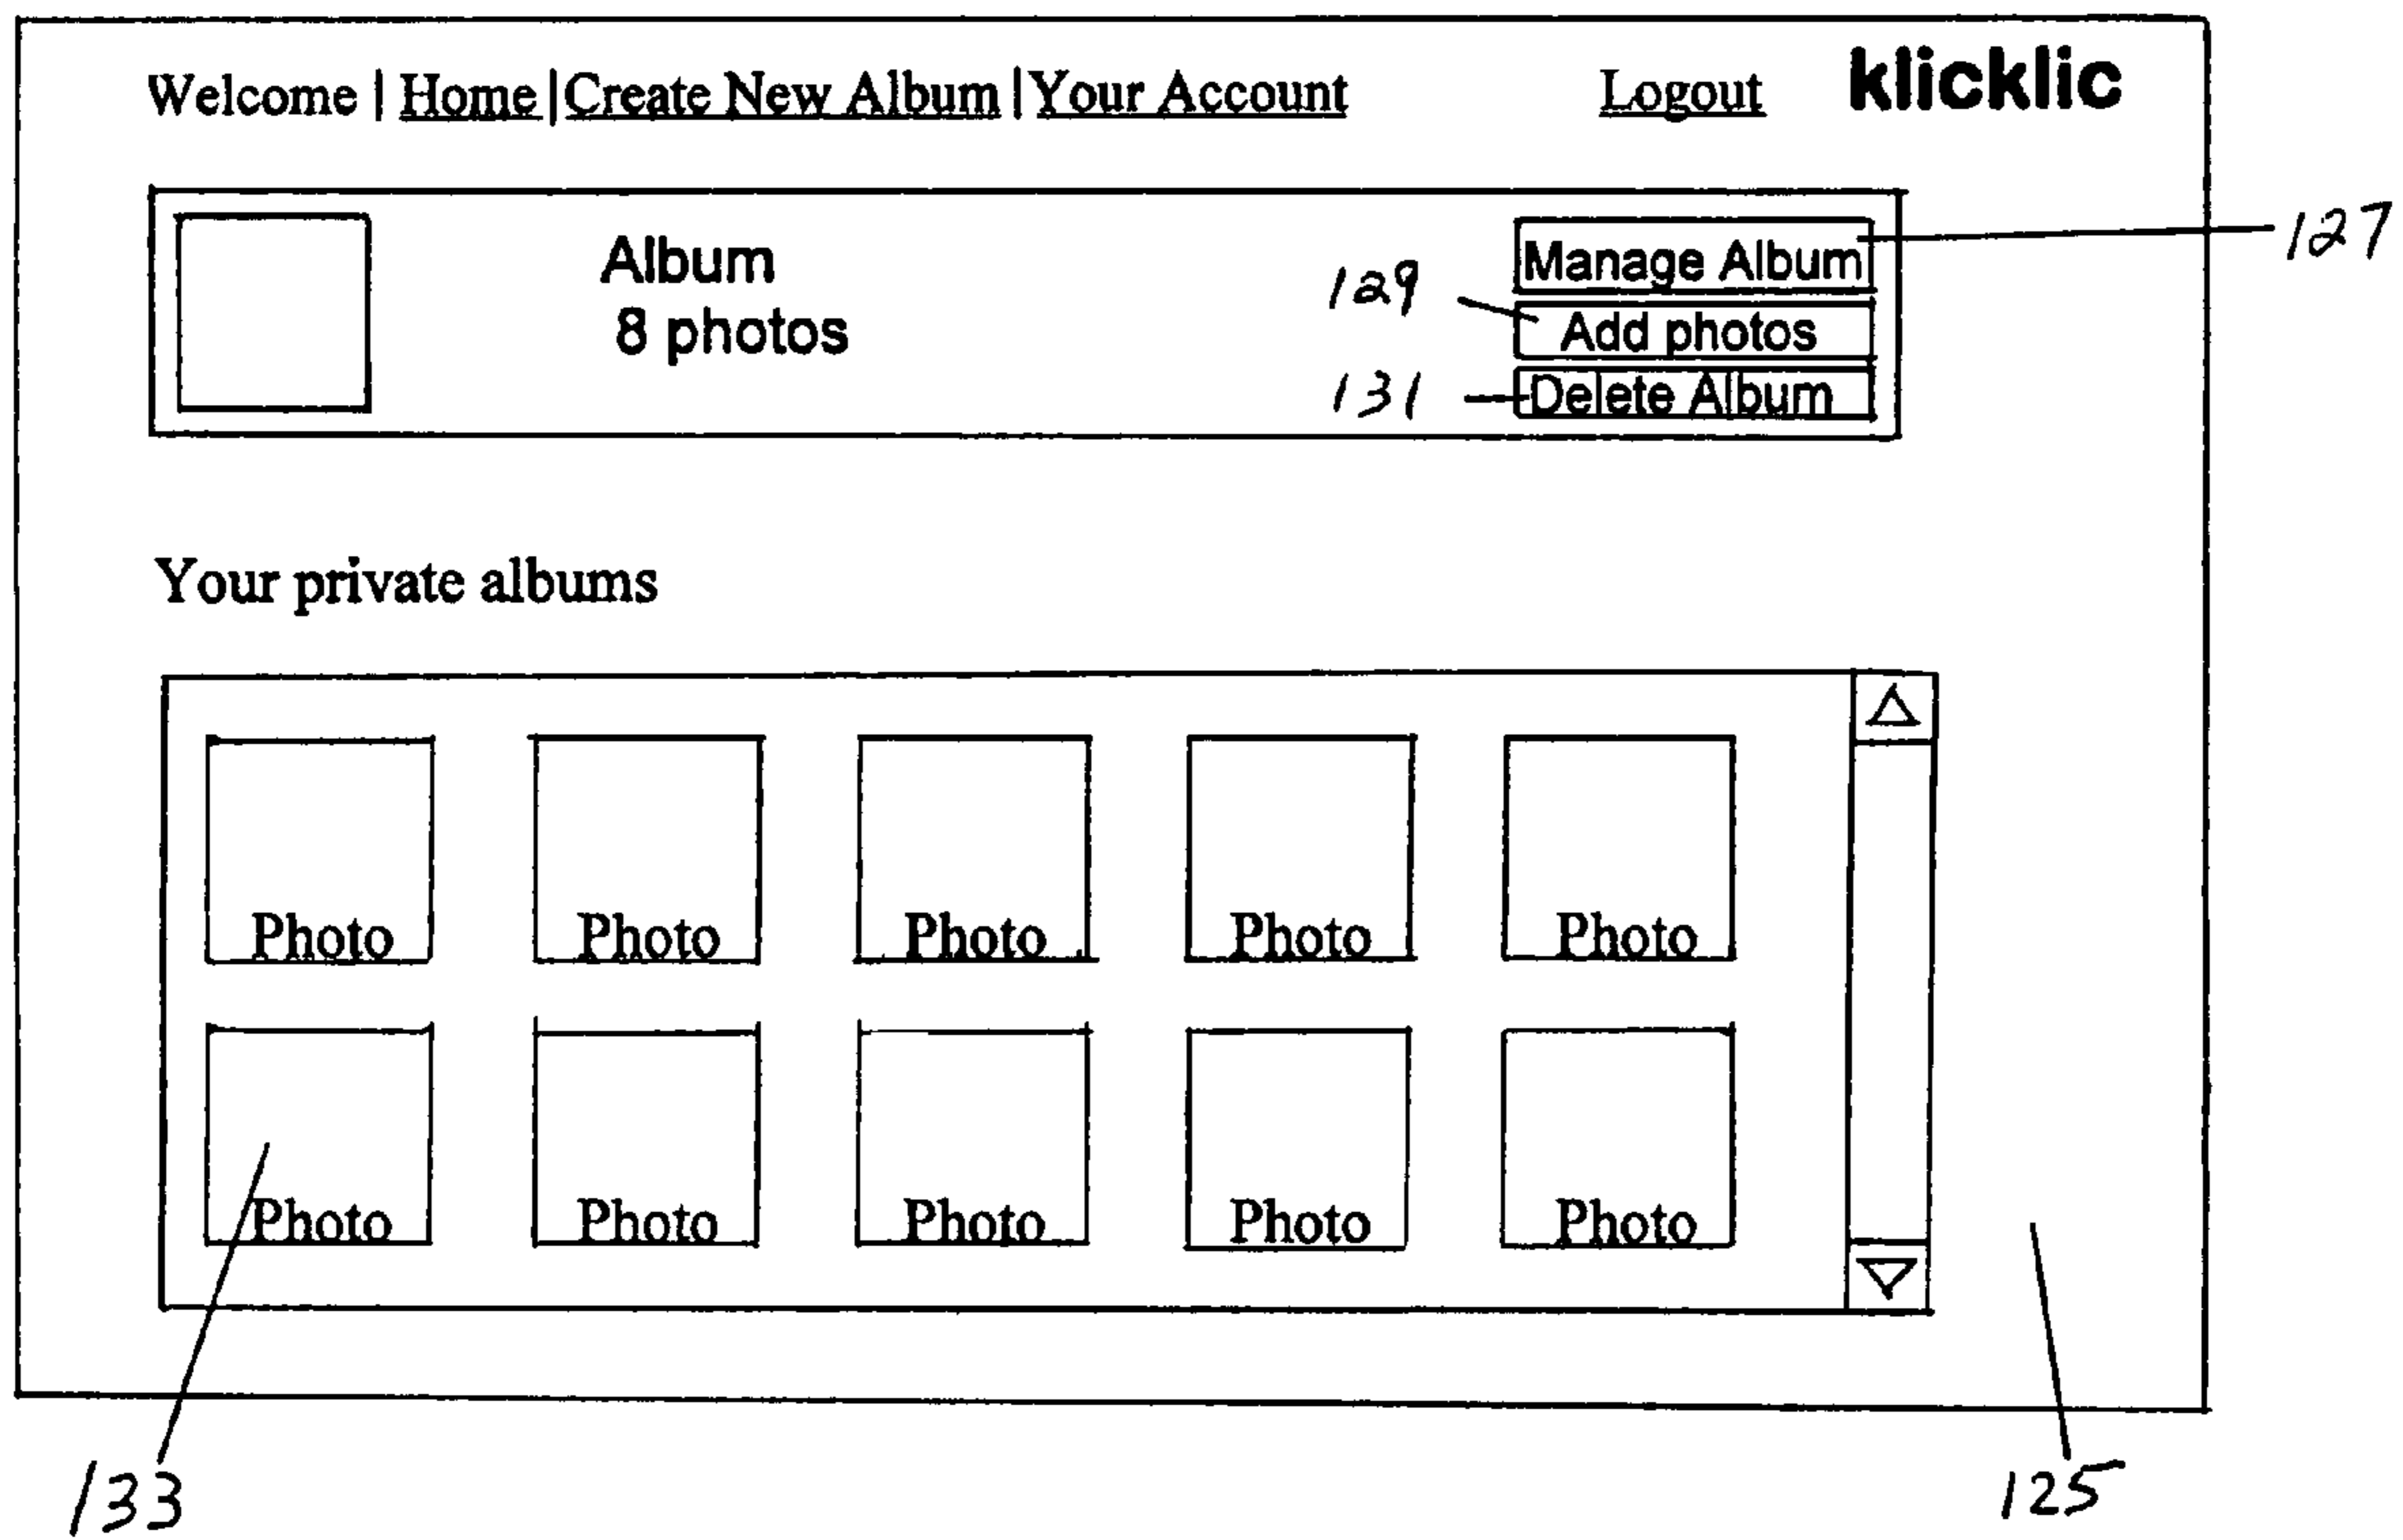 Welcome | Home | Create New Album | Your Account Logout klicklic
Manage Album 127
Album
129
8 photos
Add photos
131
Delete Album
Your private albums
Photo Photo Photo Photo Photo
Photo Photo Photo Photo Photo
133
125